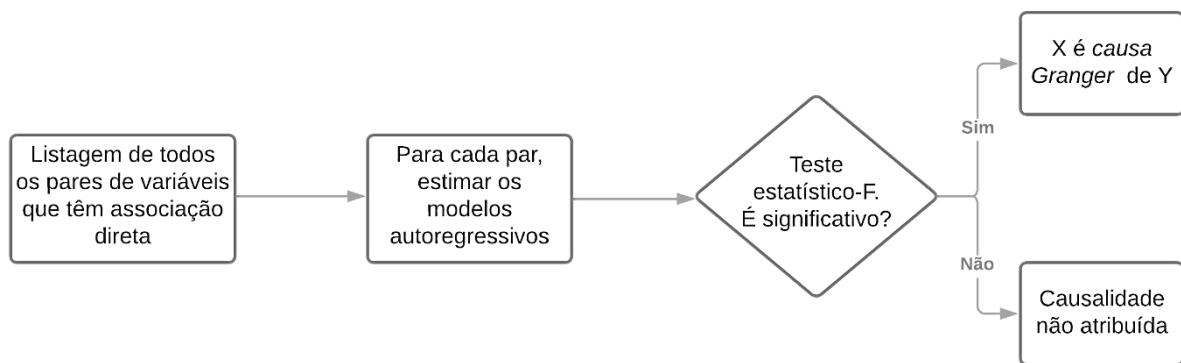 Listagem de todos
os pares de variáveis
que têm associação
direta
Para cada par,
estimar os
modelos
autoregressivos
Teste
estatístico-F.
É significativo?
Sim
X é causa
Granger de Y
Não
Causalidade
não atribuída